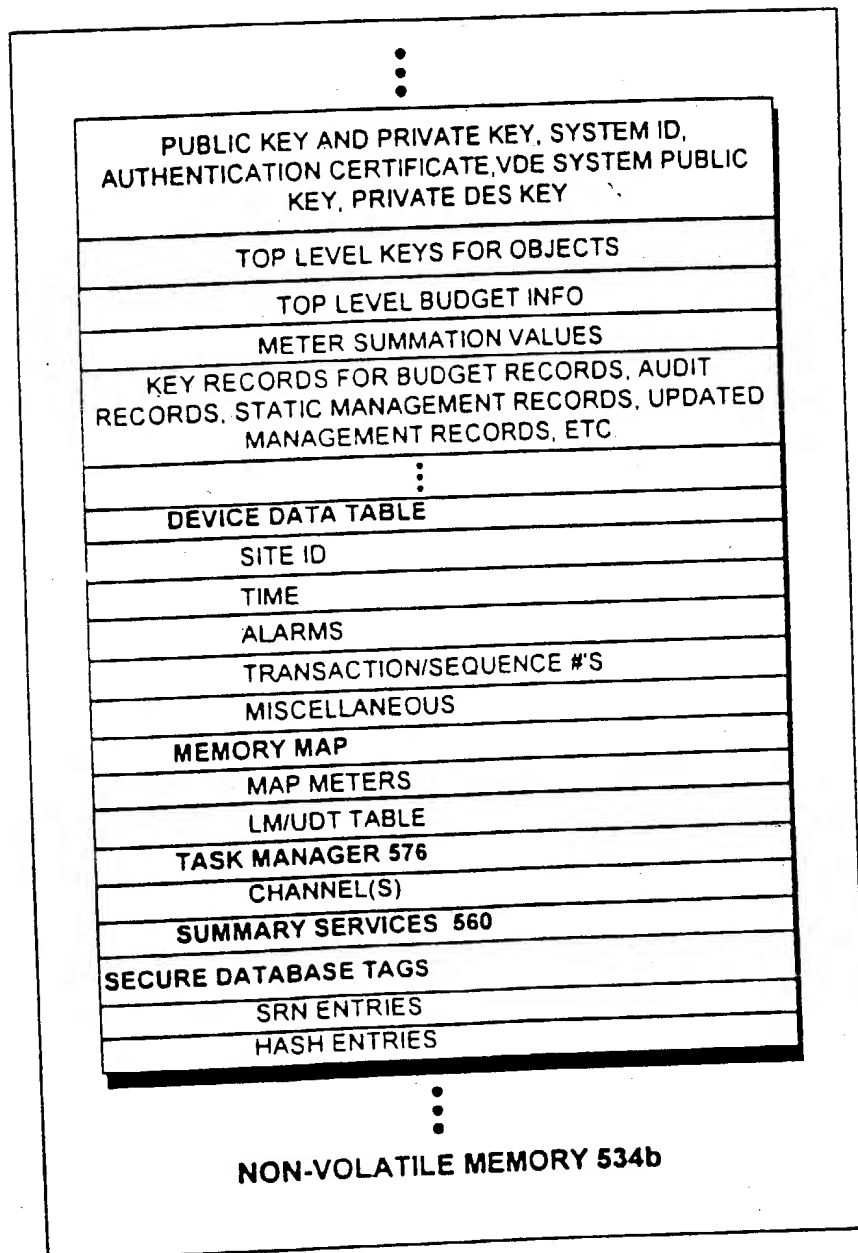 PUBLIC KEY AND PRIVATE KEY, SYSTEM ID,
AUTHENTICATION CERTIFICATE,VDE SYSTEM PUBLIC
KEY, PRIVATE DES KEY
TOP LEVEL KEYS FOR OBJECTS
TOP LEVEL BUDGET INFO
METER SUMMATION VALUES
KEY RECORDS FOR BUDGET RECORDS, AUDIT
RECORDS, STATIC MANAGEMENT RECORDS, UPDATED
MANAGEMENT RECORDS, ETC
DEVICE DATA TABLE
SITE ID
TIME
ALARMS
TRANSACTION/SEQUENCE #'S
MISCELLANEOUS
MEMORY MAP
MAP METERS
LM/UDT TABLE
TASK MANAGER 576
CHANNEL(S)
SUMMARY SERVICES 560
SECURE DATABASE TAGS
SRN ENTRIES
HASH ENTRIES
NON-VOLATILE MEMORY 534b